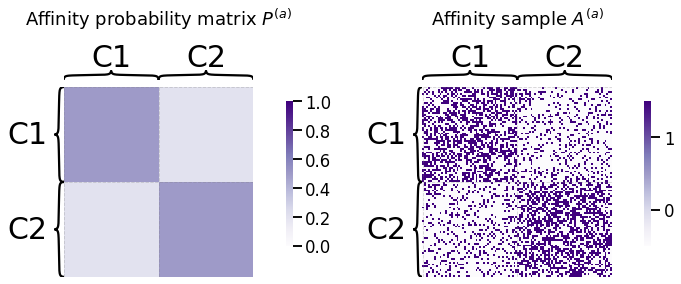 Affinity probability matrix P^(a)
C1 C2
C1
C2
1.0
0.8
0.6
0.4
0.2
0.0
Affinity sample A^(a)
C1 C2
C1
C2
1
0